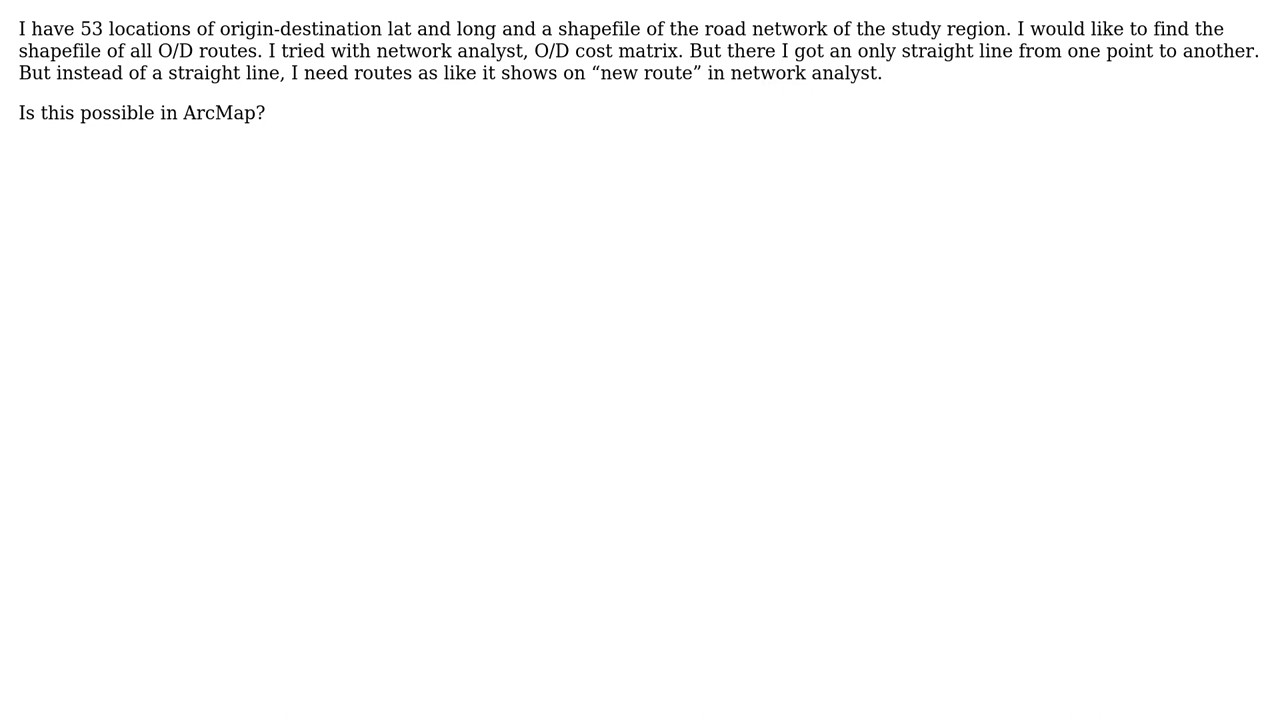 I have 53 locations of origin-destination lat and long and a shapefile of the road network of the study region. I would like to find the
shapefile of all O/D routes. I tried with network analyst, O/D cost matrix. But there I got an only straight line from one point to another.
But instead of a straight line, I need routes as like it shows on “new route” in network analyst.
Is this possible in ArcMap?